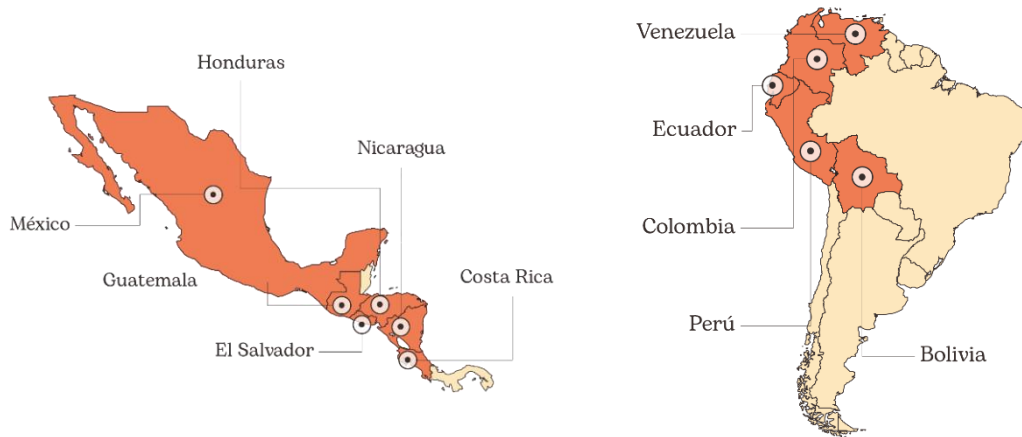 Honduras
Nicaragua
México
Guatemala
Costa Rica
El Salvador
Venezuela
Ecuador
Colombia
Perú
Bolivia